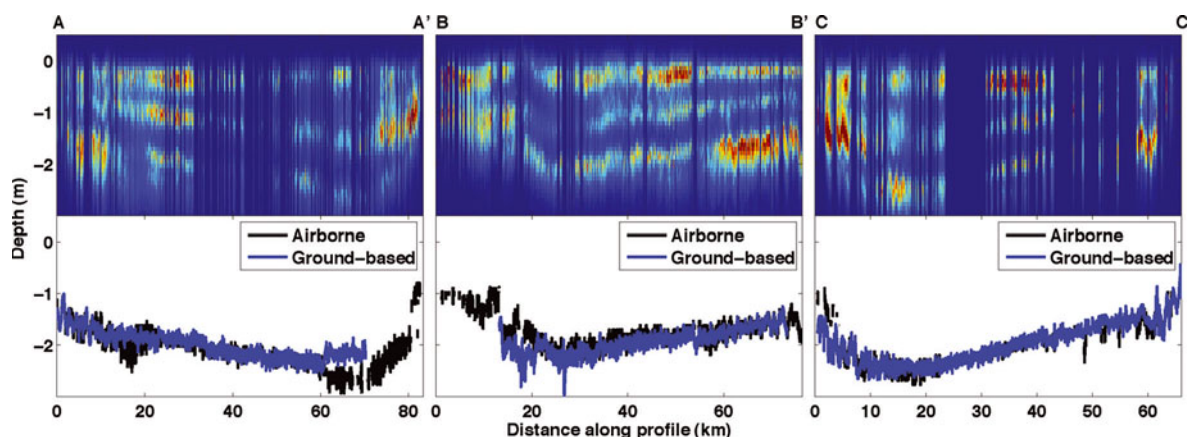 A A' B B' C C'
0
−1
−2
Depth (m)
0
−1
−2
Airborne
Ground-based
Airborne
Ground-based
Airborne
Ground-based
0 20 40 60 80
0 20 40 60
0 10 20 30 40 50 60
Distance along profile (km)